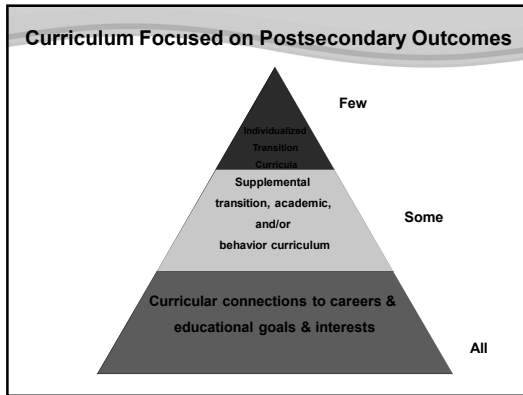 Curriculum Focused on Postsecondary Outcomes
Few
Individualized
Transition
Curricula
Supplemental
transition, academic,
and/or
behavior curriculum
Some
Curricular connections to careers &
educational goals & interests
All